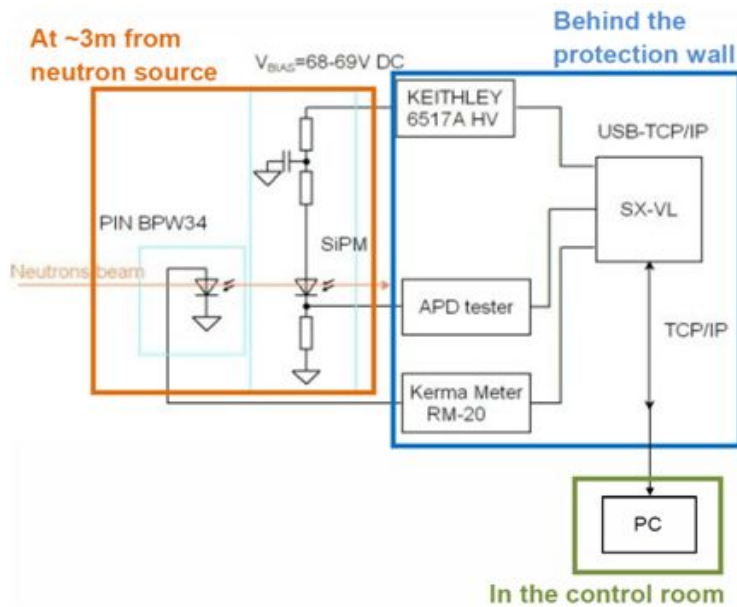 At ~3m from
neutron source
V_BIAS=68-69V DC
Behind the
protection wall
KEITHLEY
6517A HV
USB-TCP/IP
SX-VL
PIN BPW34
SiPM
Neutrons beam
APD tester
TCP/IP
Kerma Meter
RM-20
PC
In the control room